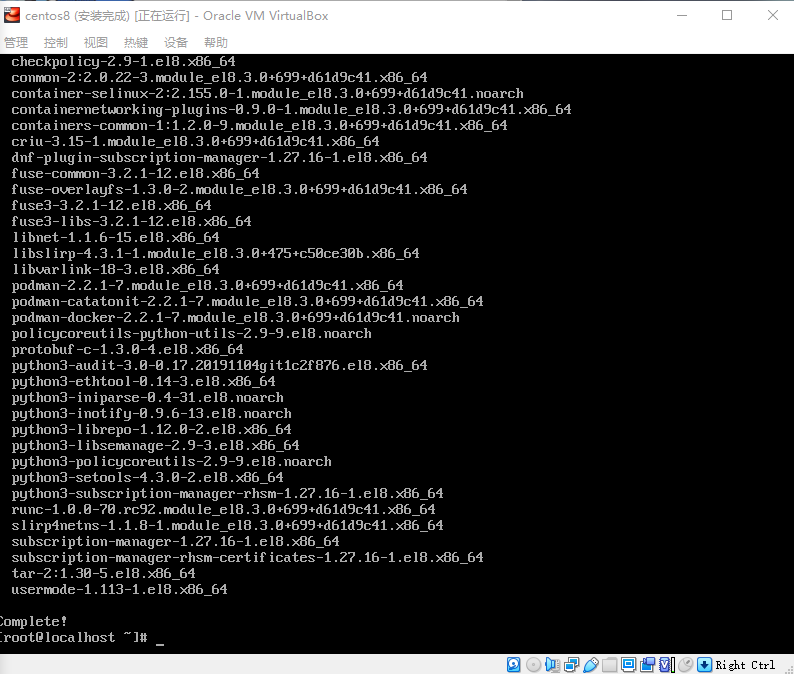 centos8 (安装完成) [正在运行] - Oracle VM VirtualBox
管理 控制 视图 热键 设备 帮助
checkpolicy-2.9-1.el8.x86_64
conmon-2:2.0.22-3.module_el8.3.0+699+d61d9c41.x86_64
container-selinux-2:2.155.0-1.module_el8.3.0+699+d61d9c41.noarch
containernetworking-plugins-0.9.0-1.module_el8.3.0+699+d61d9c41.x86_64
containers-common-1:1.2.0-9.module_el8.3.0+699+d61d9c41.x86_64
criu-3.15-1.module_el8.3.0+699+d61d9c41.x86_64
dnf-plugin-subscription-manager-1.27.16-1.el8.x86_64
fuse-common-3.2.1-12.el8.x86_64
fuse-overlayfs-1.3.0-2.module_el8.3.0+699+d61d9c41.x86_64
fuse3-3.2.1-12.el8.x86_64
fuse3-libs-3.2.1-12.el8.x86_64
libnet-1.1.6-15.el8.x86_64
libslirp-4.3.1-1.module_el8.3.0+475+c50ce30b.x86_64
libvarlink-18-3.el8.x86_64
podman-2.2.1-7.module_el8.3.0+699+d61d9c41.x86_64
podman-catatonit-2.2.1-7.module_el8.3.0+699+d61d9c41.x86_64
podman-docker-2.2.1-7.module_el8.3.0+699+d61d9c41.noarch
policycoreutils-python-utils-2.9-9.el8.noarch
protobuf-c-1.3.0-4.el8.x86_64
python3-audit-3.0-0.17.20191104git1c2f876.el8.x86_64
python3-ethtool-0.14-3.el8.x86_64
python3-iniparse-0.4-31.el8.noarch
python3-inotify-0.9.6-13.el8.noarch
python3-librepo-1.12.0-2.el8.x86_64
python3-libsemanage-2.9-3.el8.x86_64
python3-policycoreutils-2.9-9.el8.noarch
python3-setools-4.3.0-2.el8.x86_64
python3-subscription-manager-rhsm-1.27.16-1.el8.x86_64
runc-1.0.0-70.rc92.module_el8.3.0+699+d61d9c41.x86_64
slirp4netns-1.1.8-1.module_el8.3.0+699+d61d9c41.x86_64
subscription-manager-1.27.16-1.el8.x86_64
subscription-manager-rhsm-certificates-1.27.16-1.el8.x86_64
tar-2:1.30-5.el8.x86_64
usermode-1.113-1.el8.x86_64
Complete!
[root@localhost ~]# _
Right Ctrl